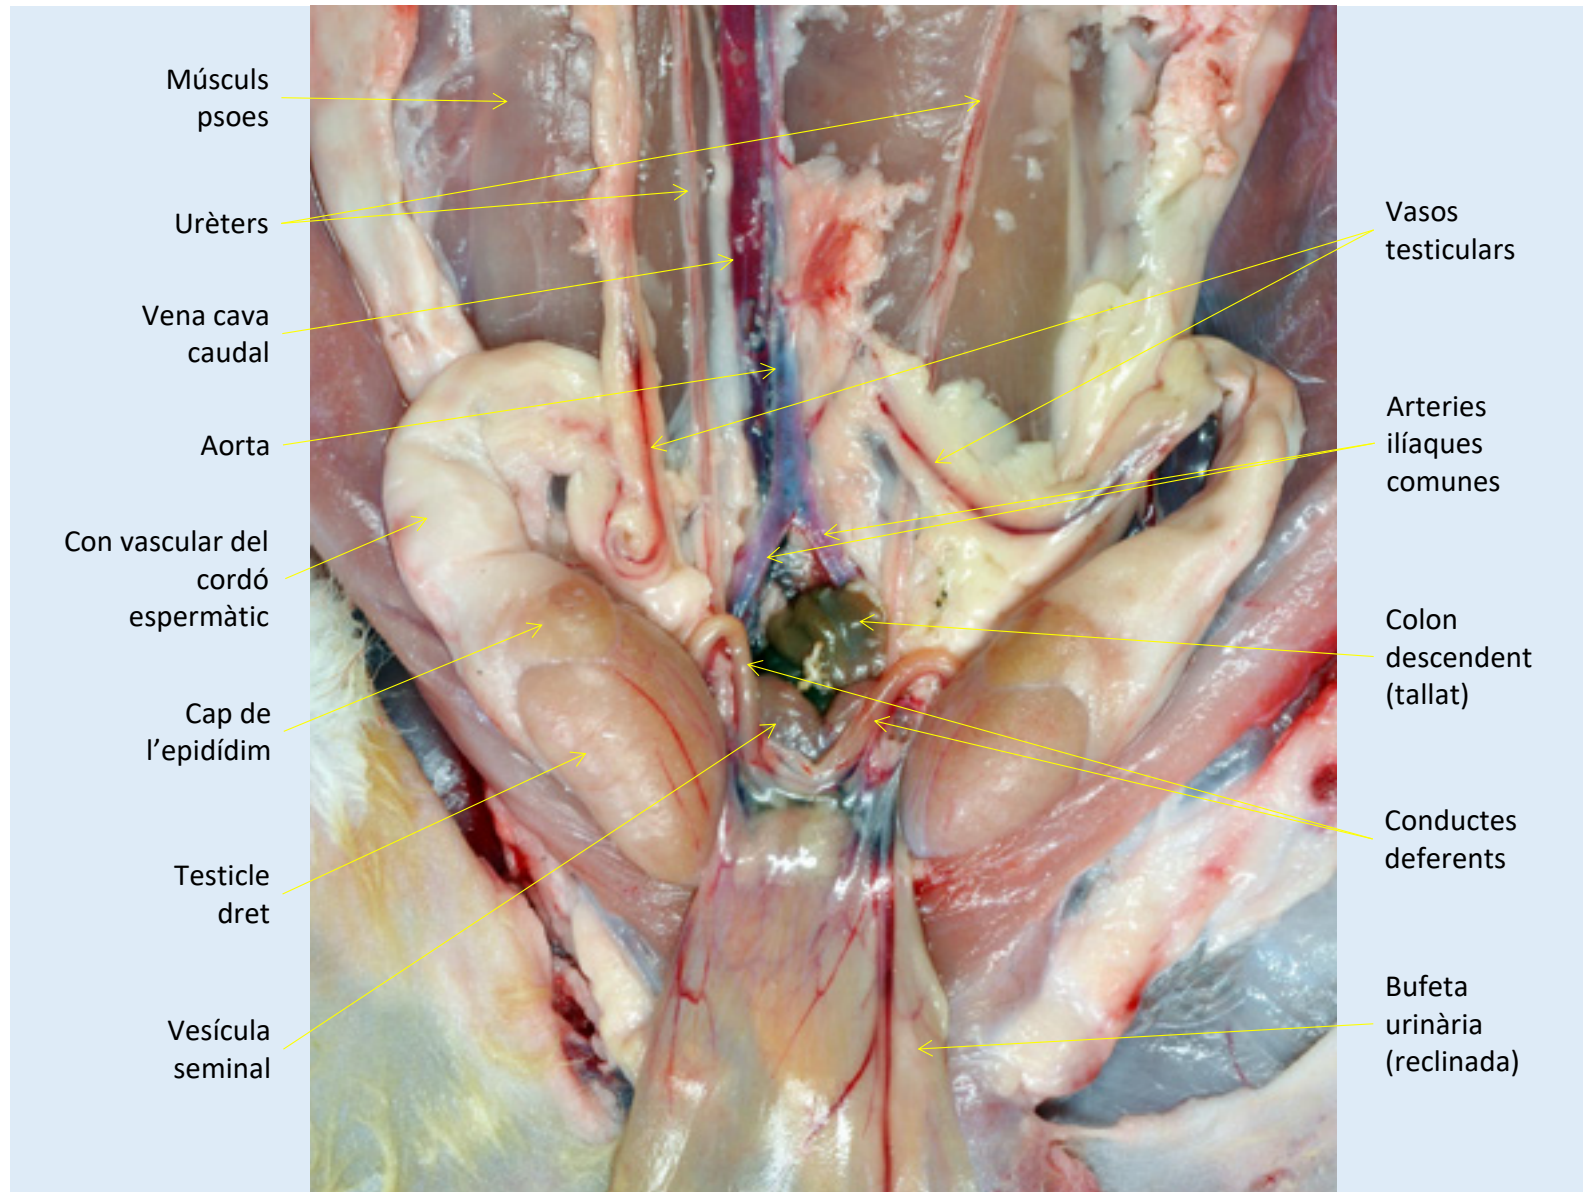 Músculs
psoes
Urèters
Vena cava
caudal
Aorta
Con vascular del
cordó
espermàtic
Cap de
l’epidídim
Testicle
dret
Vesícula
seminal
Vasos
testiculars
Arteries
ilíaques
comunes
Colon
descendent
(tallat)
Conductes
deferents
Bufeta
urinària
(reclinada)